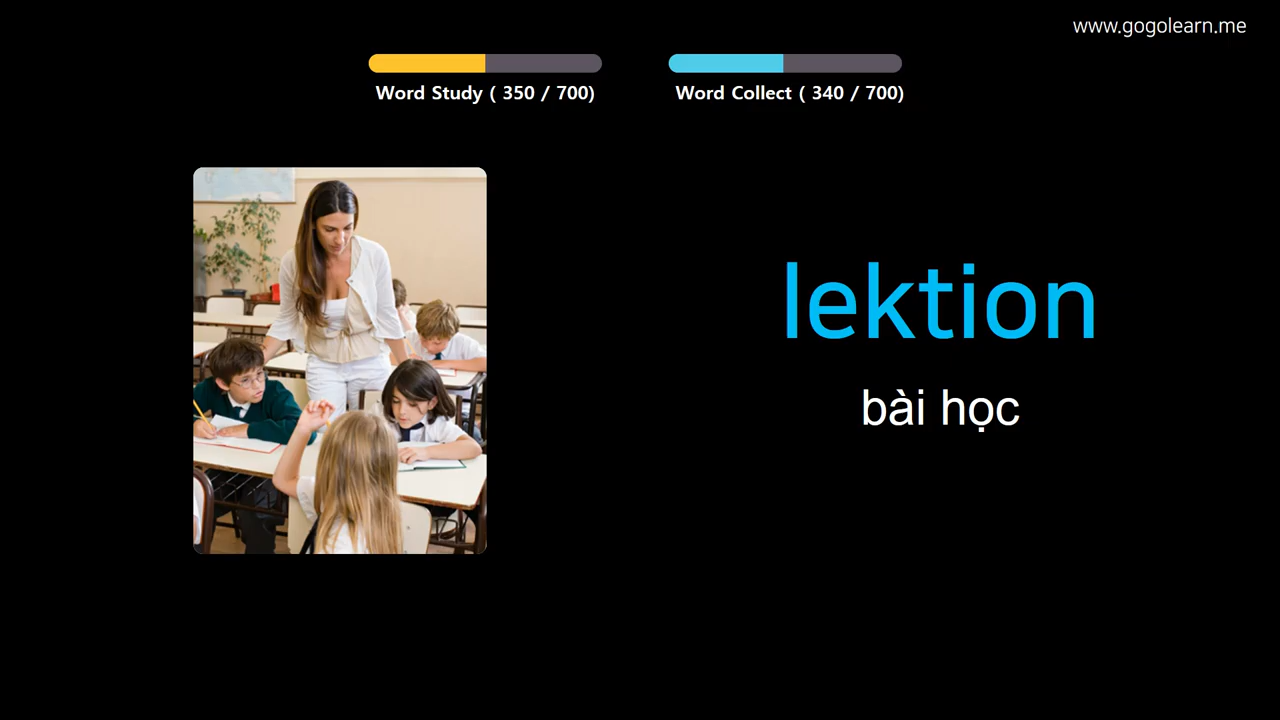 www.gogolearn.me
Word Study ( 350 / 700)
Word Collect ( 340 / 700)
lektion
bài học